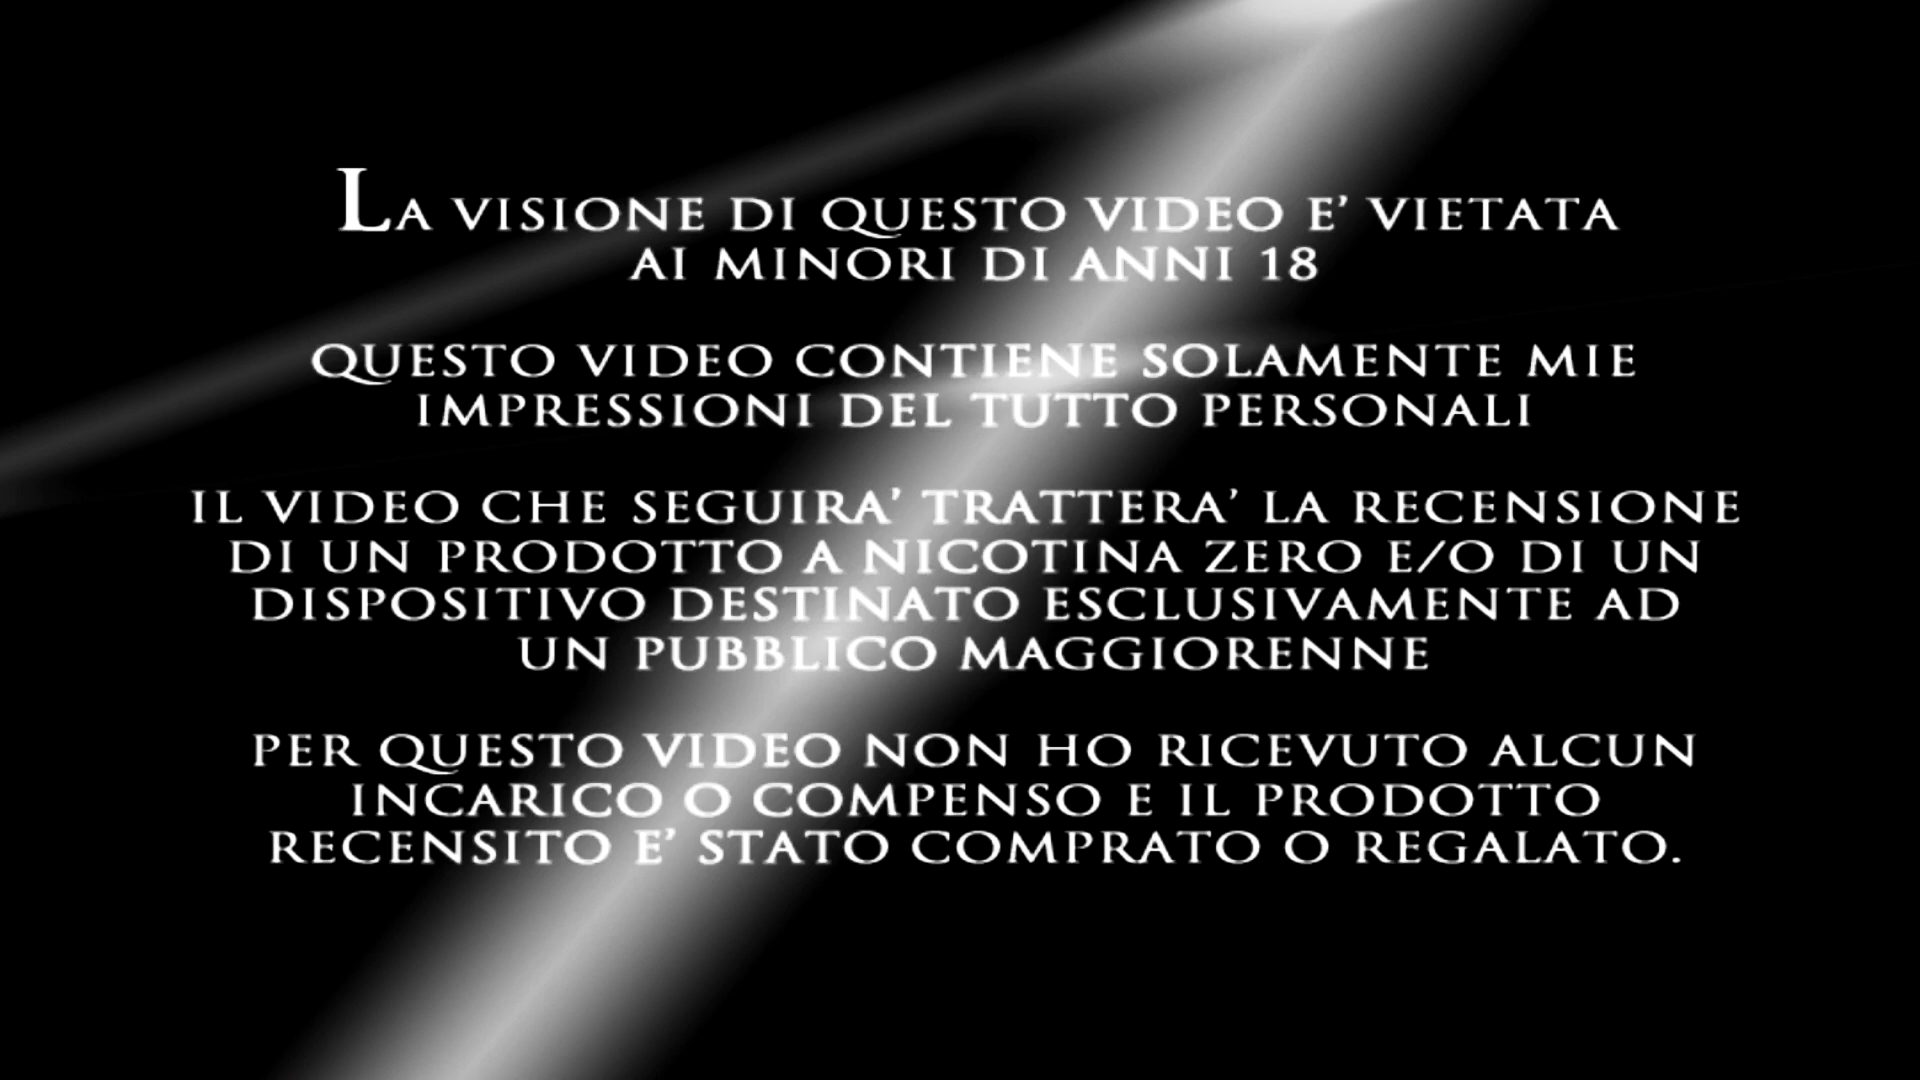 La visione di questo video e' vietata
ai minori di anni 18
questo video contiene solamente mie
impressioni del tutto personali
il video che seguira' trattera' la recensione
di un prodotto a nicotina zero e/o di un
dispositivo destinato esclusivamente ad
un pubblico maggiorenne
per questo video non ho ricevuto alcun
incarico o compenso e il prodotto
recensito e' stato comprato o regalato.